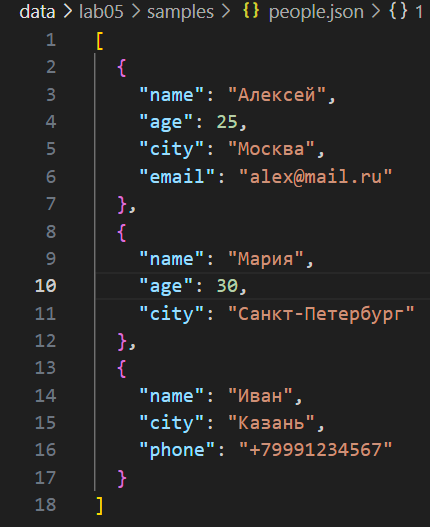 data > lab05 > samples > {} people.json > {} 1
1 [
2 {
3 "name": "Алексей",
4 "age": 25,
5 "city": "Москва",
6 "email": "alex@mail.ru"
7 },
8 {
9 "name": "Мария",
10 "age": 30,
11 "city": "Санкт-Петербург"
12 },
13 {
14 "name": "Иван",
15 "city": "Казань",
16 "phone": "+79991234567"
17 }
18 ]